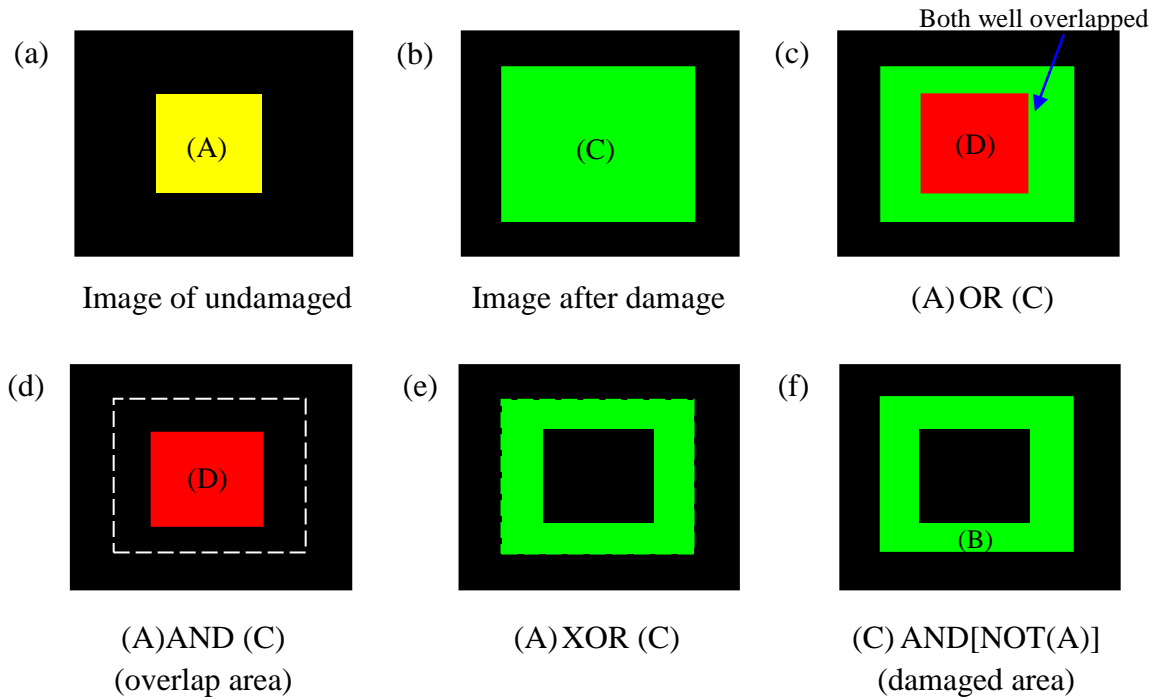 Both well overlapped
(a)
(b)
(c)
(A)
(C)
(D)
Image of undamaged
Image after damage
(A) OR (C)
(d)
(e)
(f)
(D)
(B)
(A)AND (C)
(overlap area)
(A) XOR (C)
(C) AND[NOT(A)]
(damaged area)